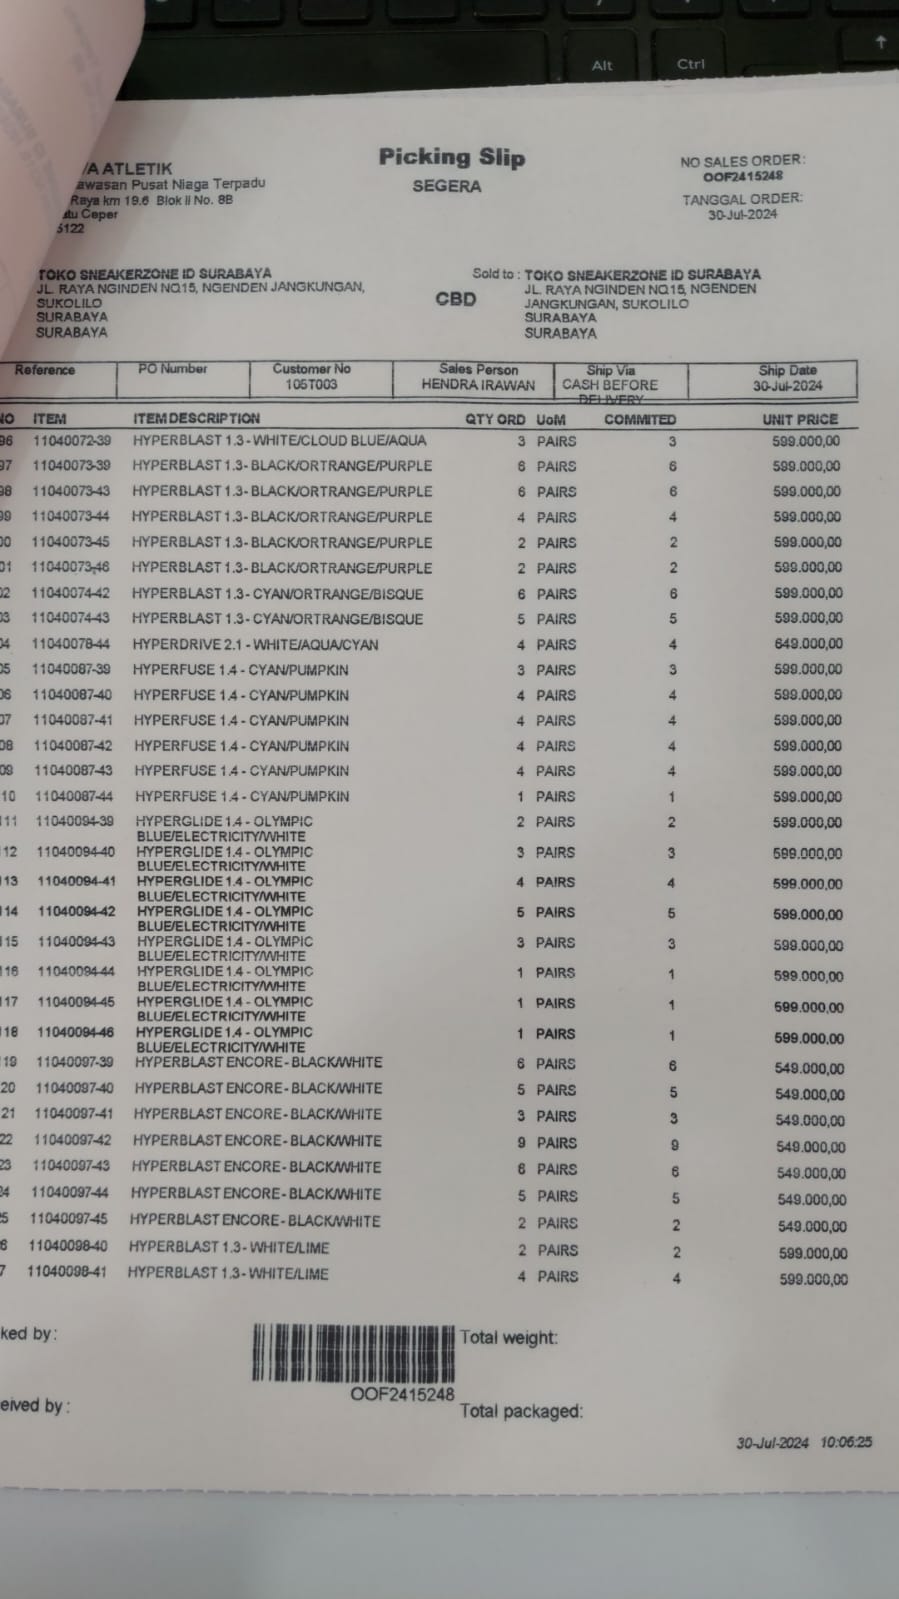 Alt Ctrl ↑
Picking Slip
SEGERA
NO SALES ORDER:
OOF2415248
TANGGAL ORDER:
30-Jul-2024
A ATLETIK
awasan Pusat Niaga Terpadu
Raya km 19.6 Blok II No. 8B
atu Ceper
5122
TOKO SNEAKERZONE ID SURABAYA
JL. RAYA NGINDEN NO.15, NGENDEN JANGKUNGAN,
SUKOLILO
SURABAYA
SURABAYA
CBD
Sold to : TOKO SNEAKERZONE ID SURABAYA
JL. RAYA NGINDEN NO.15, NGENDEN
JANGKUNGAN, SUKOLILO
SURABAYA
SURABAYA
Reference PO Number Customer No Sales Person Ship Via Ship Date
105T003 HENDRA IRAWAN CASH BEFORE 30-Jul-2024
DELIVERY
NO ITEM ITEM DESCRIPTION QTY ORD UoM COMMITED UNIT PRICE
96 11040072-39 HYPERBLAST 1.3 - WHITE/CLOUD BLUE/AQUA 3 PAIRS 3 599.000,00
97 11040073-39 HYPERBLAST 1.3 - BLACK/ORTRANGE/PURPLE 6 PAIRS 6 599.000,00
98 11040073-43 HYPERBLAST 1.3 - BLACK/ORTRANGE/PURPLE 6 PAIRS 6 599.000,00
99 11040073-44 HYPERBLAST 1.3 - BLACK/ORTRANGE/PURPLE 4 PAIRS 4 599.000,00
00 11040073-45 HYPERBLAST 1.3 - BLACK/ORTRANGE/PURPLE 2 PAIRS 2 599.000,00
01 11040073-46 HYPERBLAST 1.3 - BLACK/ORTRANGE/PURPLE 2 PAIRS 2 599.000,00
02 11040074-42 HYPERBLAST 1.3 - CYAN/ORTRANGE/BISQUE 6 PAIRS 6 599.000,00
03 11040074-43 HYPERBLAST 1.3 - CYAN/ORTRANGE/BISQUE 5 PAIRS 5 599.000,00
04 11040078-44 HYPERDRIVE 2.1 - WHITE/AQUA/CYAN 4 PAIRS 4 649.000,00
05 11040087-39 HYPERFUSE 1.4 - CYAN/PUMPKIN 3 PAIRS 3 599.000,00
06 11040087-40 HYPERFUSE 1.4 - CYAN/PUMPKIN 4 PAIRS 4 599.000,00
07 11040087-41 HYPERFUSE 1.4 - CYAN/PUMPKIN 4 PAIRS 4 599.000,00
08 11040087-42 HYPERFUSE 1.4 - CYAN/PUMPKIN 4 PAIRS 4 599.000,00
09 11040087-43 HYPERFUSE 1.4 - CYAN/PUMPKIN 4 PAIRS 4 599.000,00
10 11040087-44 HYPERFUSE 1.4 - CYAN/PUMPKIN 1 PAIRS 1 599.000,00
111 11040094-39 HYPERGLIDE 1.4 - OLYMPIC 2 PAIRS 2 599.000,00
BLUE/ELECTRICITY/WHITE
112 11040094-40 HYPERGLIDE 1.4 - OLYMPIC 3 PAIRS 3 599.000,00
BLUE/ELECTRICITY/WHITE
113 11040094-41 HYPERGLIDE 1.4 - OLYMPIC 4 PAIRS 4 599.000,00
BLUE/ELECTRICITY/WHITE
114 11040094-42 HYPERGLIDE 1.4 - OLYMPIC 5 PAIRS 5 599.000,00
BLUE/ELECTRICITY/WHITE
115 11040094-43 HYPERGLIDE 1.4 - OLYMPIC 3 PAIRS 3 599.000,00
BLUE/ELECTRICITY/WHITE
116 11040094-44 HYPERGLIDE 1.4 - OLYMPIC 1 PAIRS 1 599.000,00
BLUE/ELECTRICITY/WHITE
117 11040094-45 HYPERGLIDE 1.4 - OLYMPIC 1 PAIRS 1 599.000,00
BLUE/ELECTRICITY/WHITE
118 11040094-46 HYPERGLIDE 1.4 - OLYMPIC 1 PAIRS 1 599.000,00
BLUE/ELECTRICITY/WHITE
119 11040097-39 HYPERBLAST ENCORE - BLACK/WHITE 6 PAIRS 6 549.000,00
20 11040097-40 HYPERBLAST ENCORE - BLACK/WHITE 5 PAIRS 5 549.000,00
21 11040097-41 HYPERBLAST ENCORE - BLACK/WHITE 3 PAIRS 3 549.000,00
22 11040097-42 HYPERBLAST ENCORE - BLACK/WHITE 9 PAIRS 9 549.000,00
23 11040097-43 HYPERBLAST ENCORE - BLACK/WHITE 6 PAIRS 6 549.000,00
24 11040097-44 HYPERBLAST ENCORE - BLACK/WHITE 5 PAIRS 5 549.000,00
5 11040097-45 HYPERBLAST ENCORE - BLACK/WHITE 2 PAIRS 2 549.000,00
6 11040098-40 HYPERBLAST 1.3 - WHITE/LIME 2 PAIRS 2 599.000,00
7 11040098-41 HYPERBLAST 1.3 - WHITE/LIME 4 PAIRS 4 599.000,00
ked by:
Total weight:
OOF2415248
eived by:
Total packaged:
30-Jul-2024 10:06:25